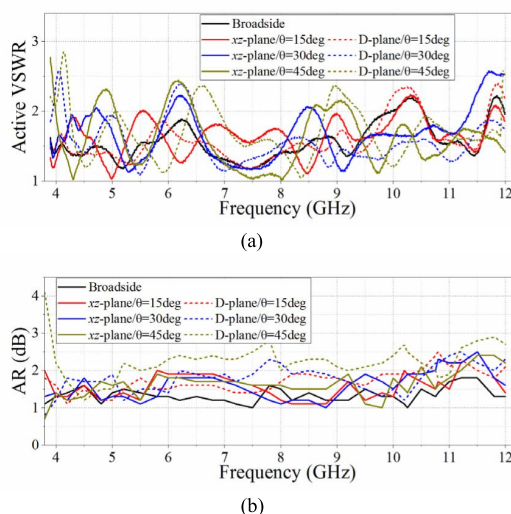 Active VSWR
3
2
1
Broadside
xz-plane/θ=15deg D-plane/θ=15deg
xz-plane/θ=30deg D-plane/θ=30deg
xz-plane/θ=45deg D-plane/θ=45deg
4 5 6 7 8 9 10 11 12
Frequency (GHz)
(a)
AR (dB)
4
3
2
1
0
Broadside
xz-plane/θ=15deg D-plane/θ=15deg
xz-plane/θ=30deg D-plane/θ=30deg
xz-plane/θ=45deg D-plane/θ=45deg
4 5 6 7 8 9 10 11 12
Frequency (GHz)
(b)